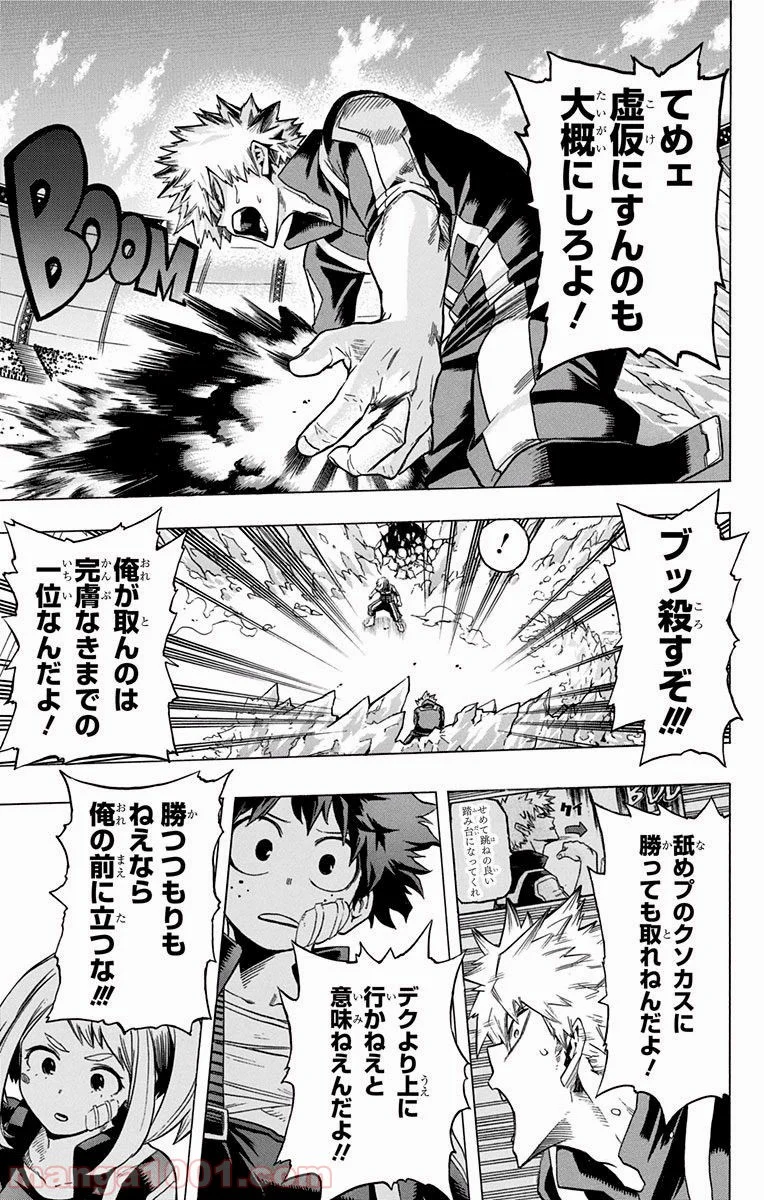 てめェ
虚仮にすんのも
大概にしろよ！
BOOM
ブッ殺すぞ!!!
！
俺が取んのは
完膚なきまでの
一位なんだよ！
舐めプのクソカスに
勝っても取れねんだよ！
せめて跳ねの良い
踏み台になってくれ
クイ
デクより上に
行かねえと
意味ねえんだよ!!
勝つつもりも
ねえなら
俺の前に立つな!!!
manga1001.com